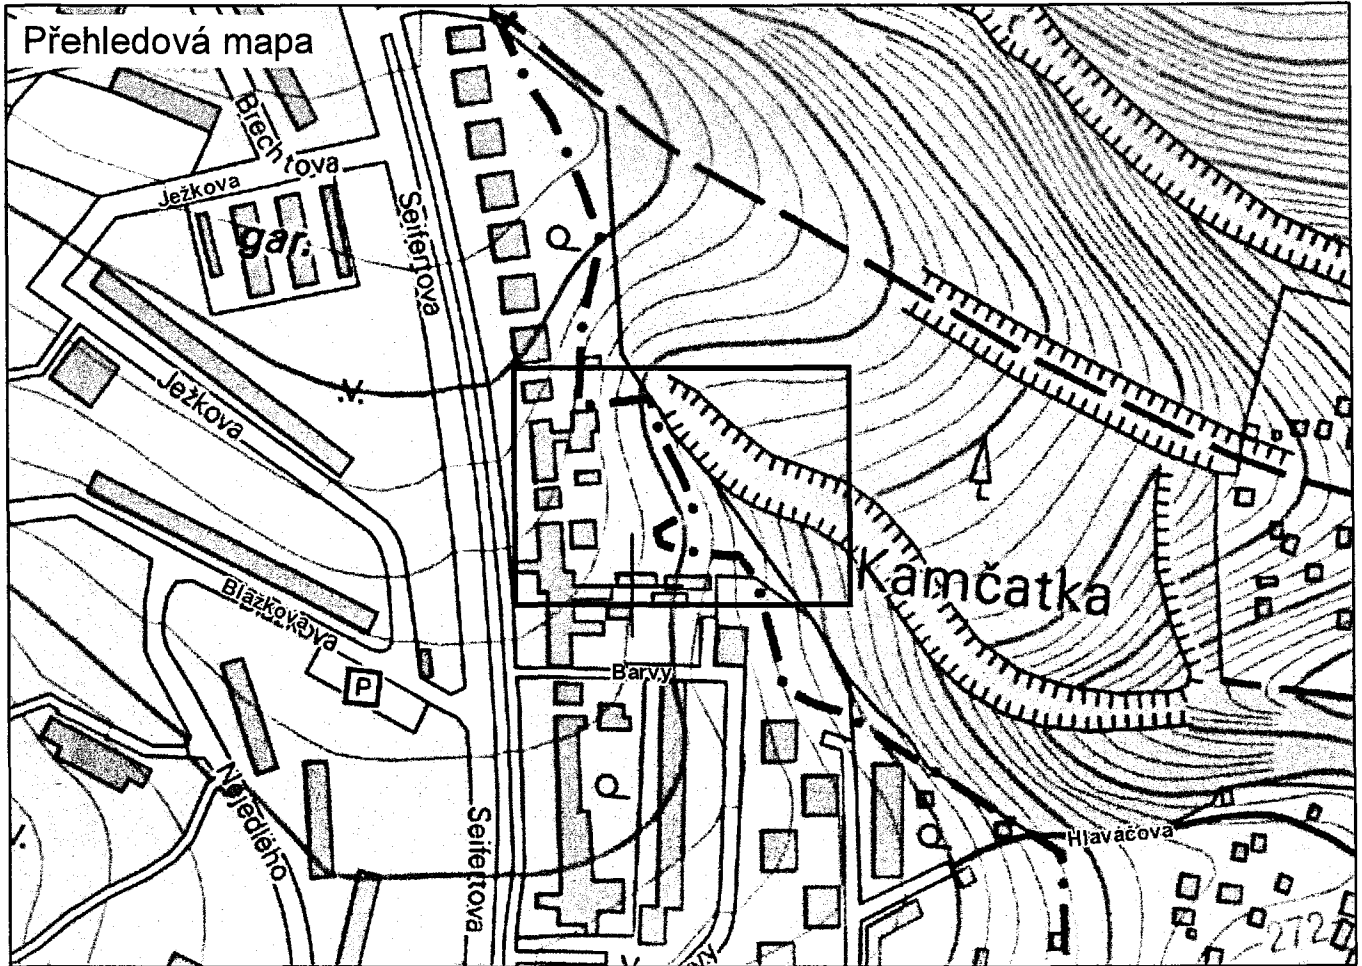 Přehledová mapa
Brechtova
Ježkova
gar.
Seifertova
Ježkova
Blažkova
P
Kamčatka
Barvy
Nejedlého
Seifertova
Hlaváčova
272